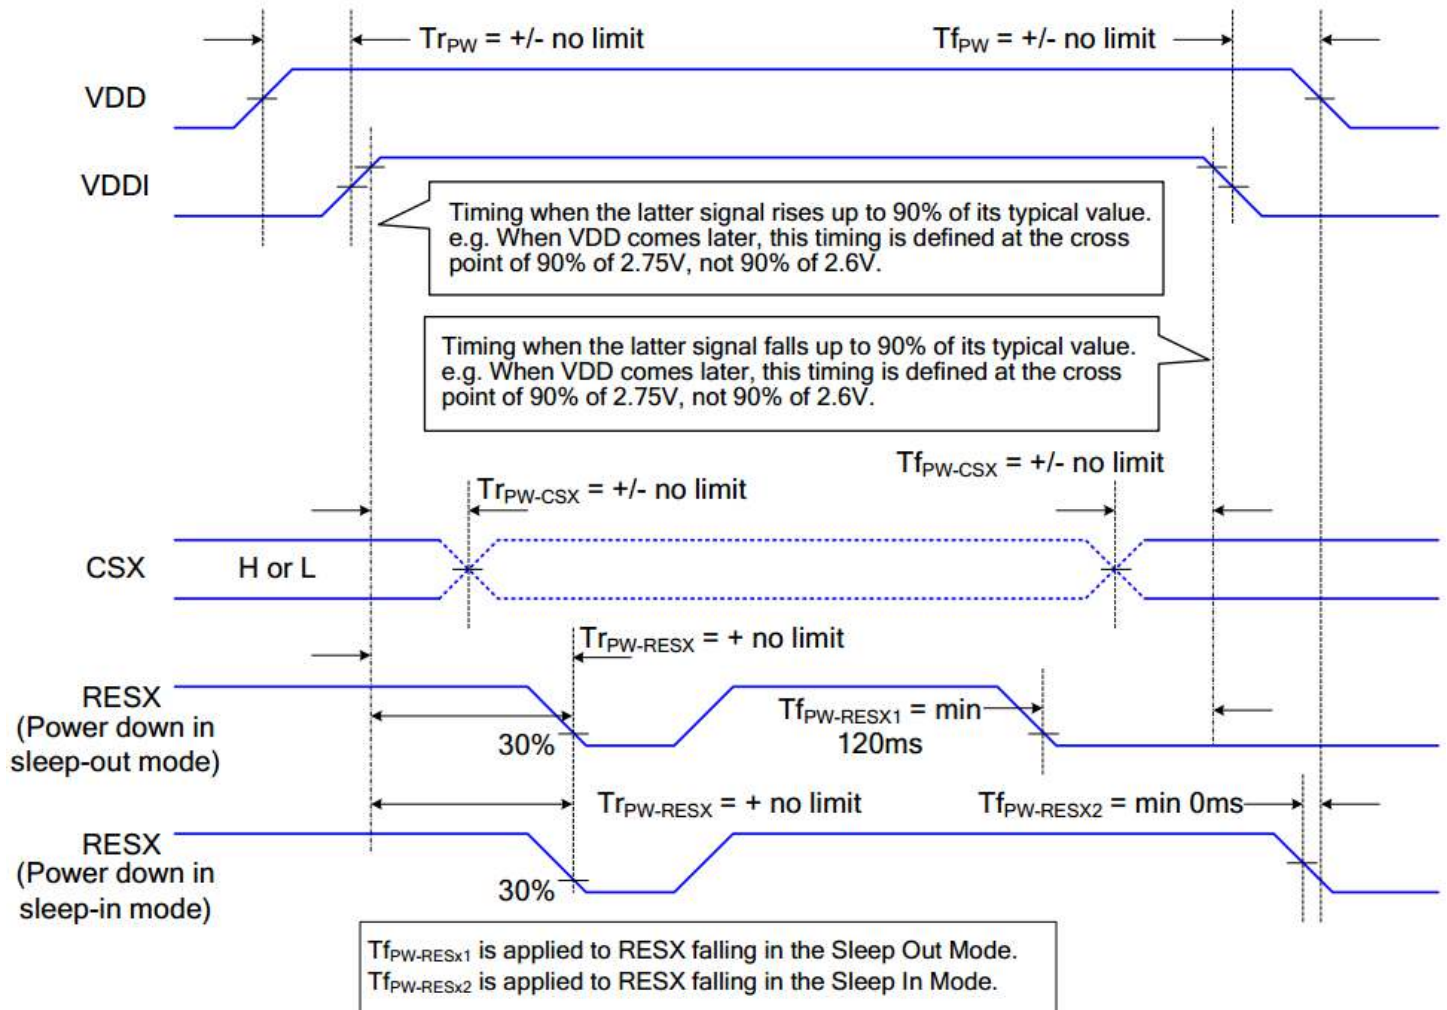 TrPW = +/- no limit
TfPW = +/- no limit
VDD
VDDI
Timing when the latter signal rises up to 90% of its typical value.
e.g. When VDD comes later, this timing is defined at the cross
point of 90% of 2.75V, not 90% of 2.6V.
Timing when the latter signal falls up to 90% of its typical value.
e.g. When VDD comes later, this timing is defined at the cross
point of 90% of 2.75V, not 90% of 2.6V.
TfPW-CSX = +/- no limit
TrPW-CSX = +/- no limit
CSX
H or L
TrPW-RESX = + no limit
RESX
(Power down in
sleep-out mode)
30%
TfPW-RESX1 = min
120ms
TrPW-RESX = + no limit
TfPW-RESX2 = min 0ms
RESX
(Power down in
sleep-in mode)
30%
TfPW-RESx1 is applied to RESX falling in the Sleep Out Mode.
TfPW-RESx2 is applied to RESX falling in the Sleep In Mode.